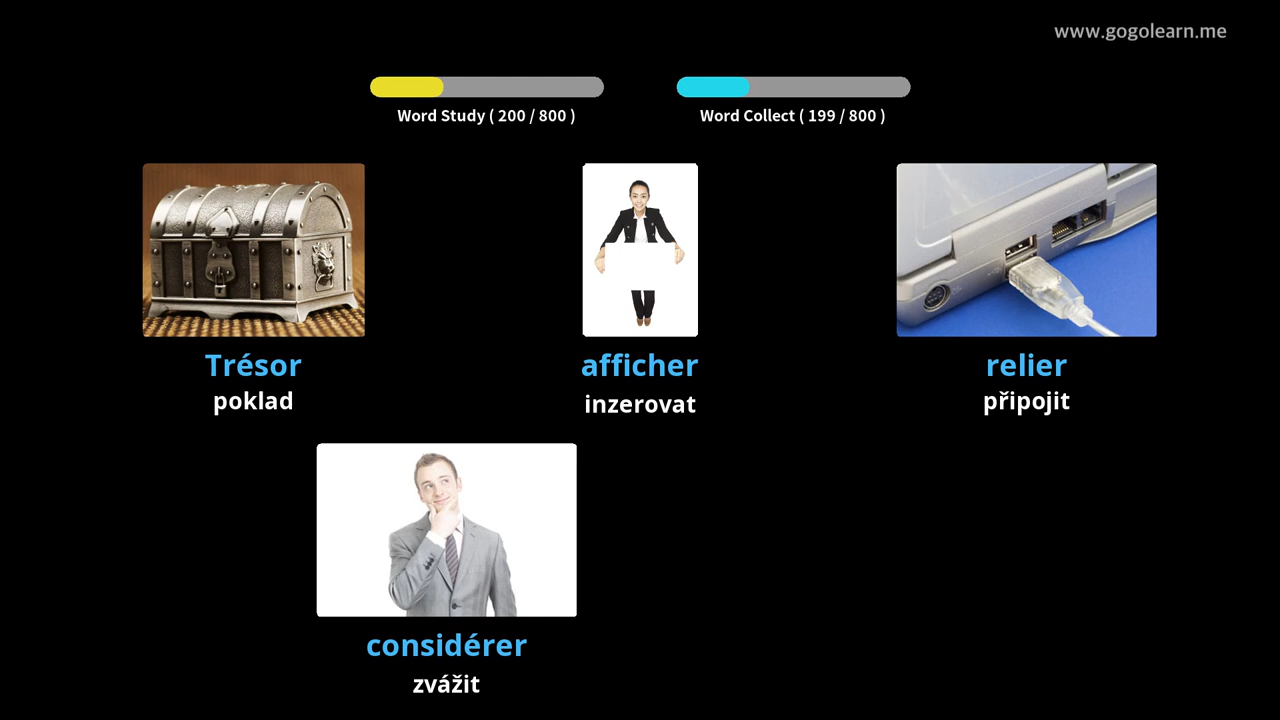 www.gogolearn.me
Word Study ( 200 / 800 )
Word Collect ( 199 / 800 )
Trésor
poklad
afficher
inzerovat
relier
připojit
considérer
zvážit